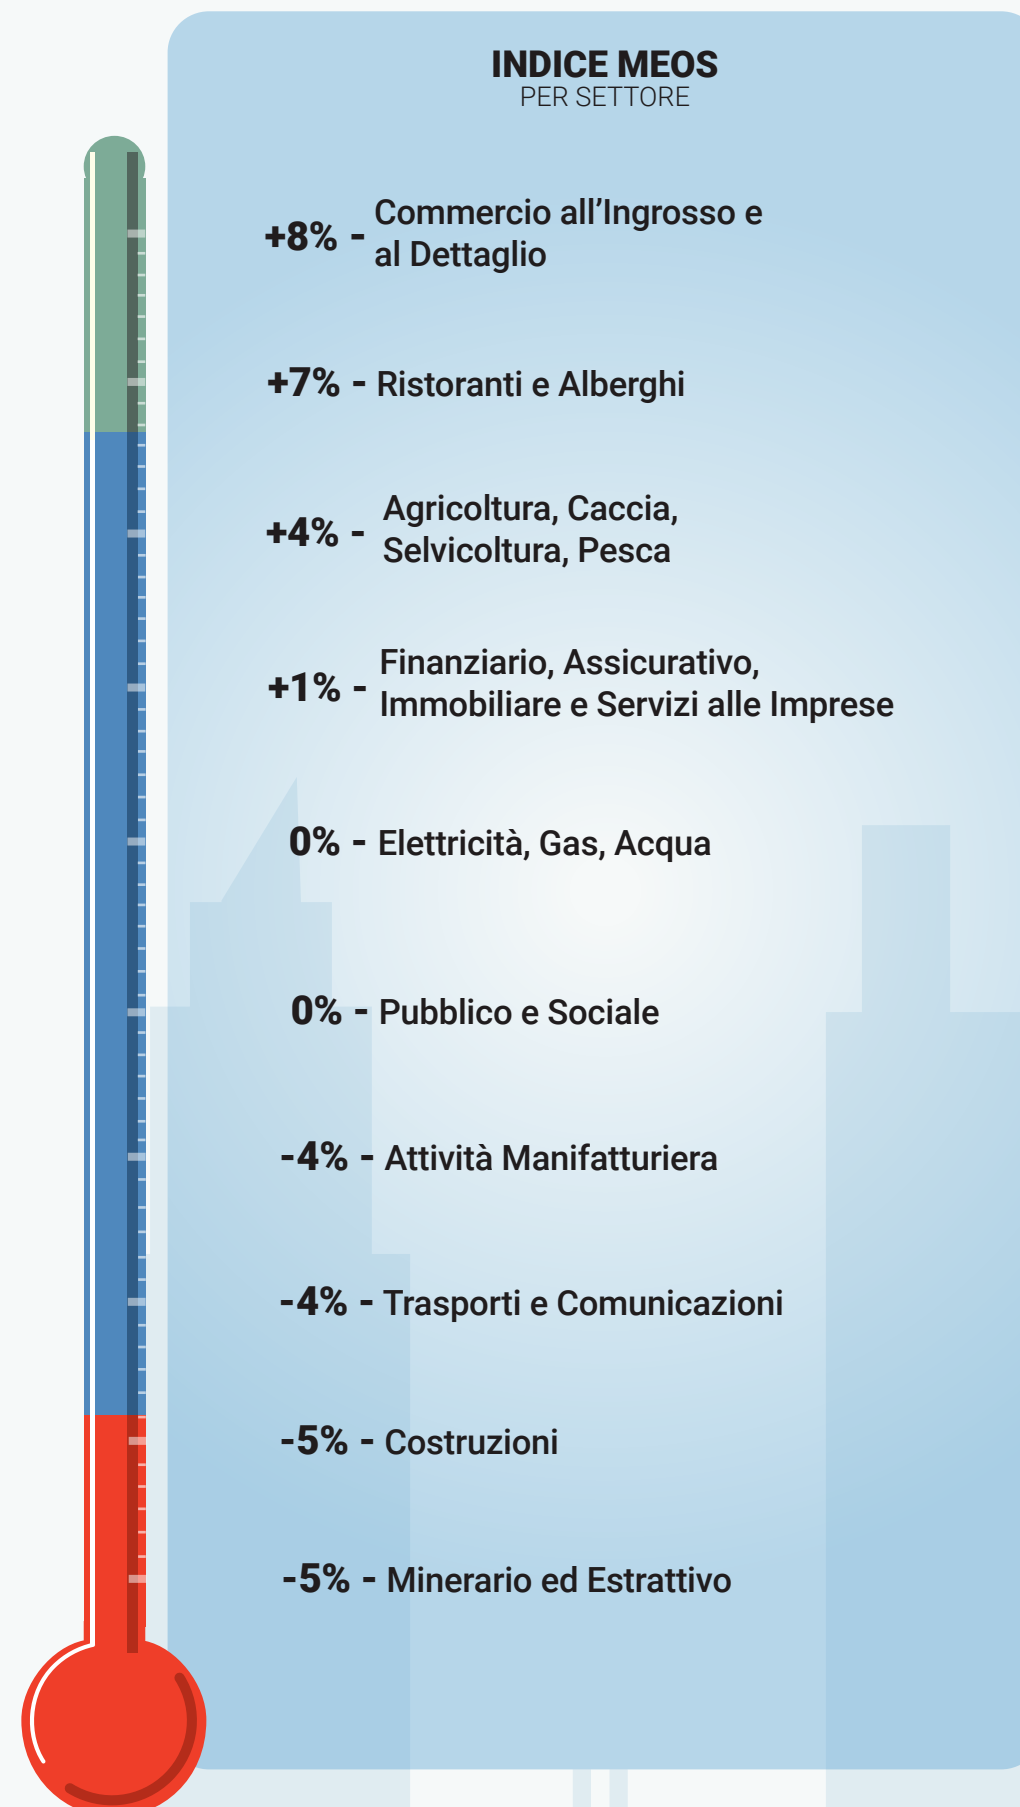 INDICE MEOS
PER SETTORE
+8% - Commercio all’Ingrosso e
al Dettaglio
+7% - Ristoranti e Alberghi
+4% - Agricoltura, Caccia,
Selvicoltura, Pesca
+1% - Finanziario, Assicurativo,
Immobiliare e Servizi alle Imprese
0% - Elettricità, Gas, Acqua
0% - Pubblico e Sociale
-4% - Attività Manifatturiera
-4% - Trasporti e Comunicazioni
-5% - Costruzioni
-5% - Minerario ed Estrattivo